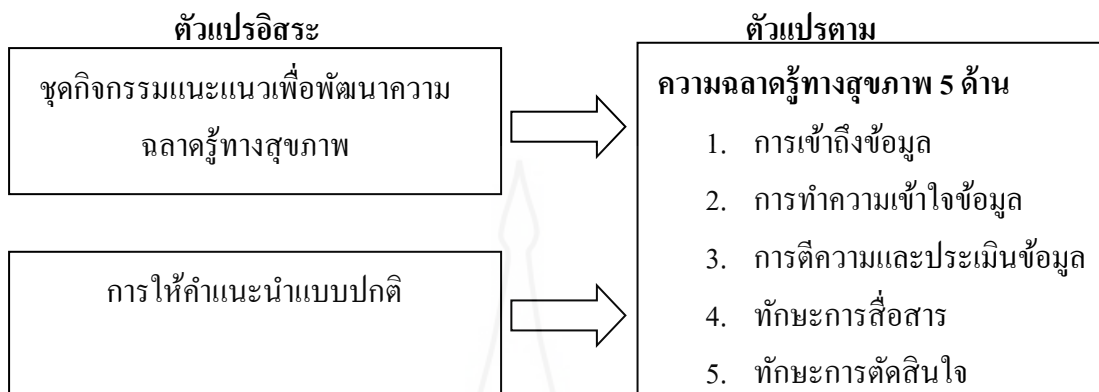 ตัวแปรอิสระ
ชุดกิจกรรมแนะแนวเพื่อพัฒนาความ
ฉลาดรู้ทางสุขภาพ
การให้คำแนะนำแบบปกติ
ตัวแปรตาม
ความฉลาดรู้ทางสุขภาพ 5 ด้าน
1. การเข้าถึงข้อมูล
2. การทำความเข้าใจข้อมูล
3. การตีความและประเมินข้อมูล
4. ทักษะการสื่อสาร
5. ทักษะการตัดสินใจ